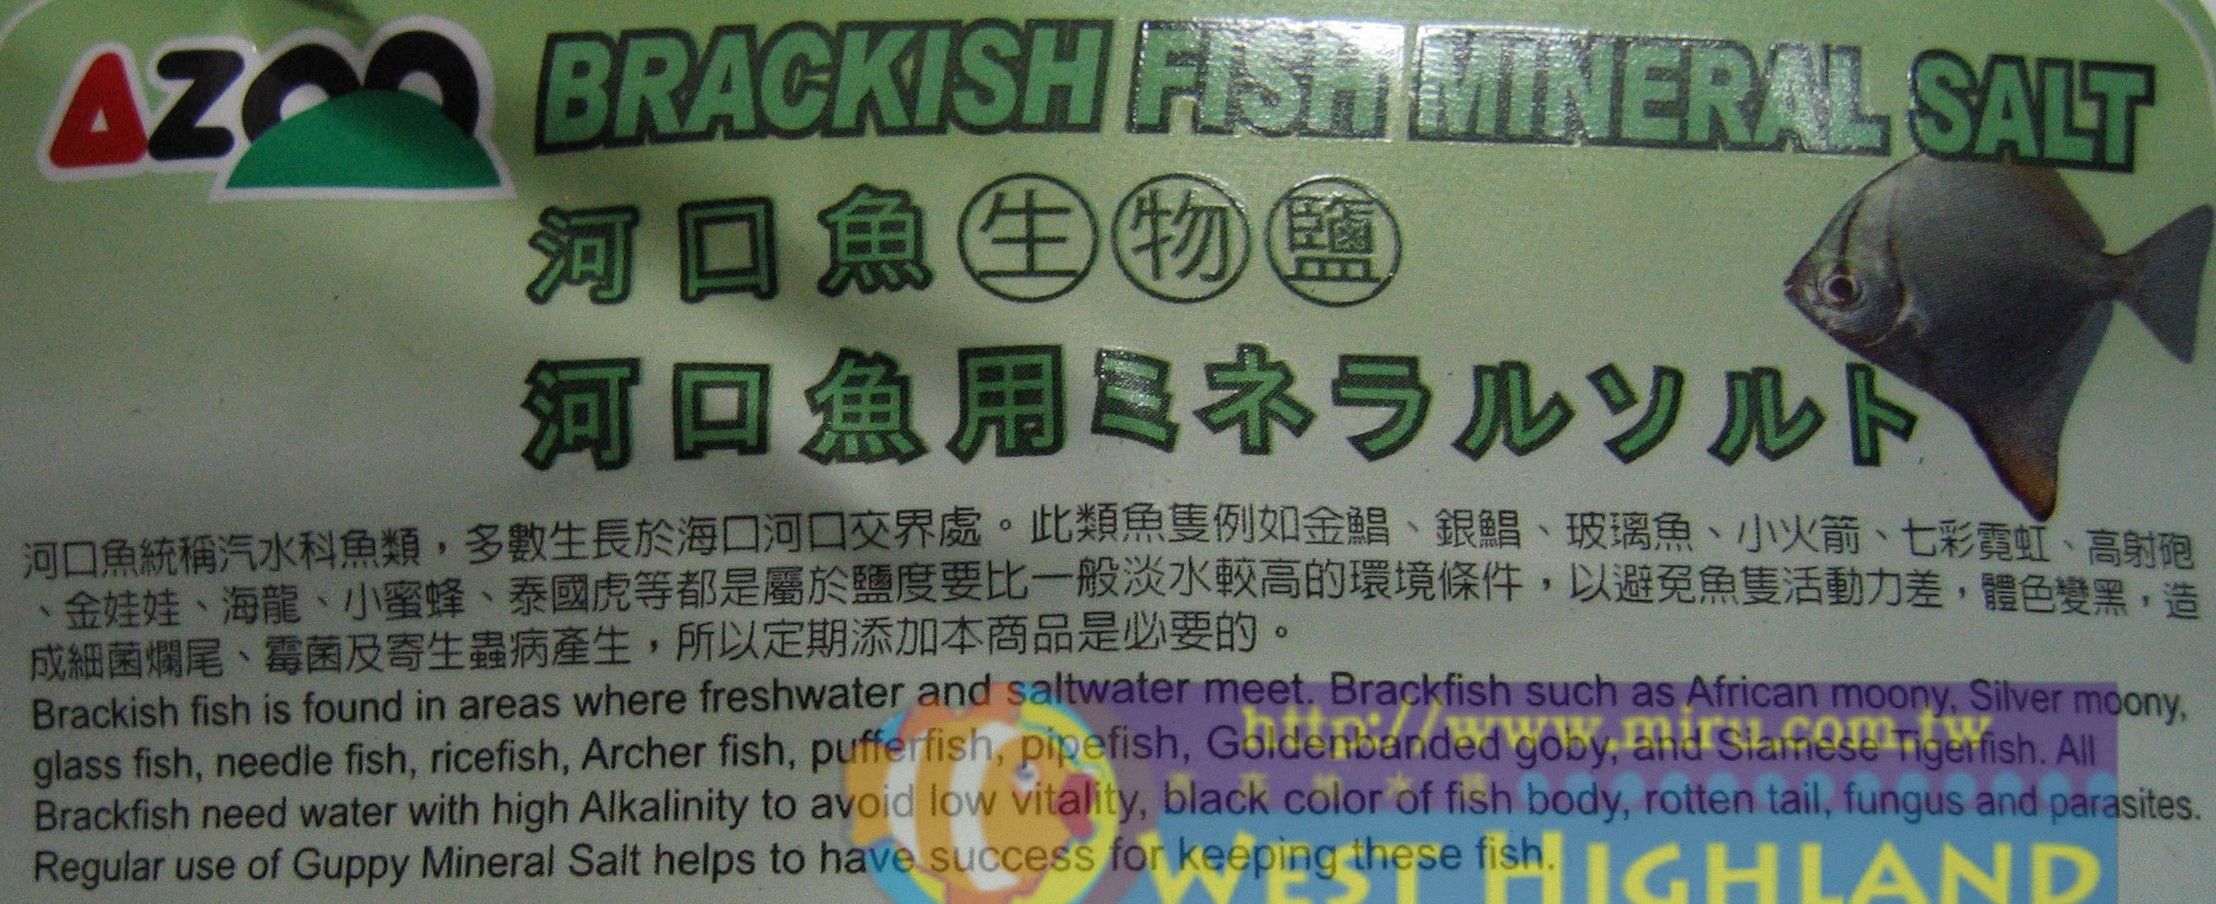 AZOO
BRACKISH FISH MINERAL SALT
河口魚生物鹽
河口魚用ミネラルソルト
河口魚統稱汽水科魚類，多數生長於海口河口交界處。此類魚隻例如金鯧、銀鯧、玻璃魚、小火箭、七彩霓虹、高射砲
、金娃娃、海龍、小蜜蜂、泰國虎等都是屬於鹽度要比一般淡水較高的環境條件，以避免魚隻活動力差，體色變黑，造
成細菌爛尾、霉菌及寄生蟲病產生，所以定期添加本商品是必要的。
Brackish fish is found in areas where freshwater and saltwater meet. Brackfish such as African moony, Silver moony,
glass fish, needle fish, ricefish, Archer fish, pufferfish, pipefish, Goldenbanded goby, and Siamese Tigerfish. All
Brackfish need water with high Alkalinity to avoid low vitality, black color of fish body, rotten tail, fungus and parasites.
Regular use of Guppy Mineral Salt helps to have success for keeping these fish.
http://www.miru.com.tw
WEST HIGHLAND